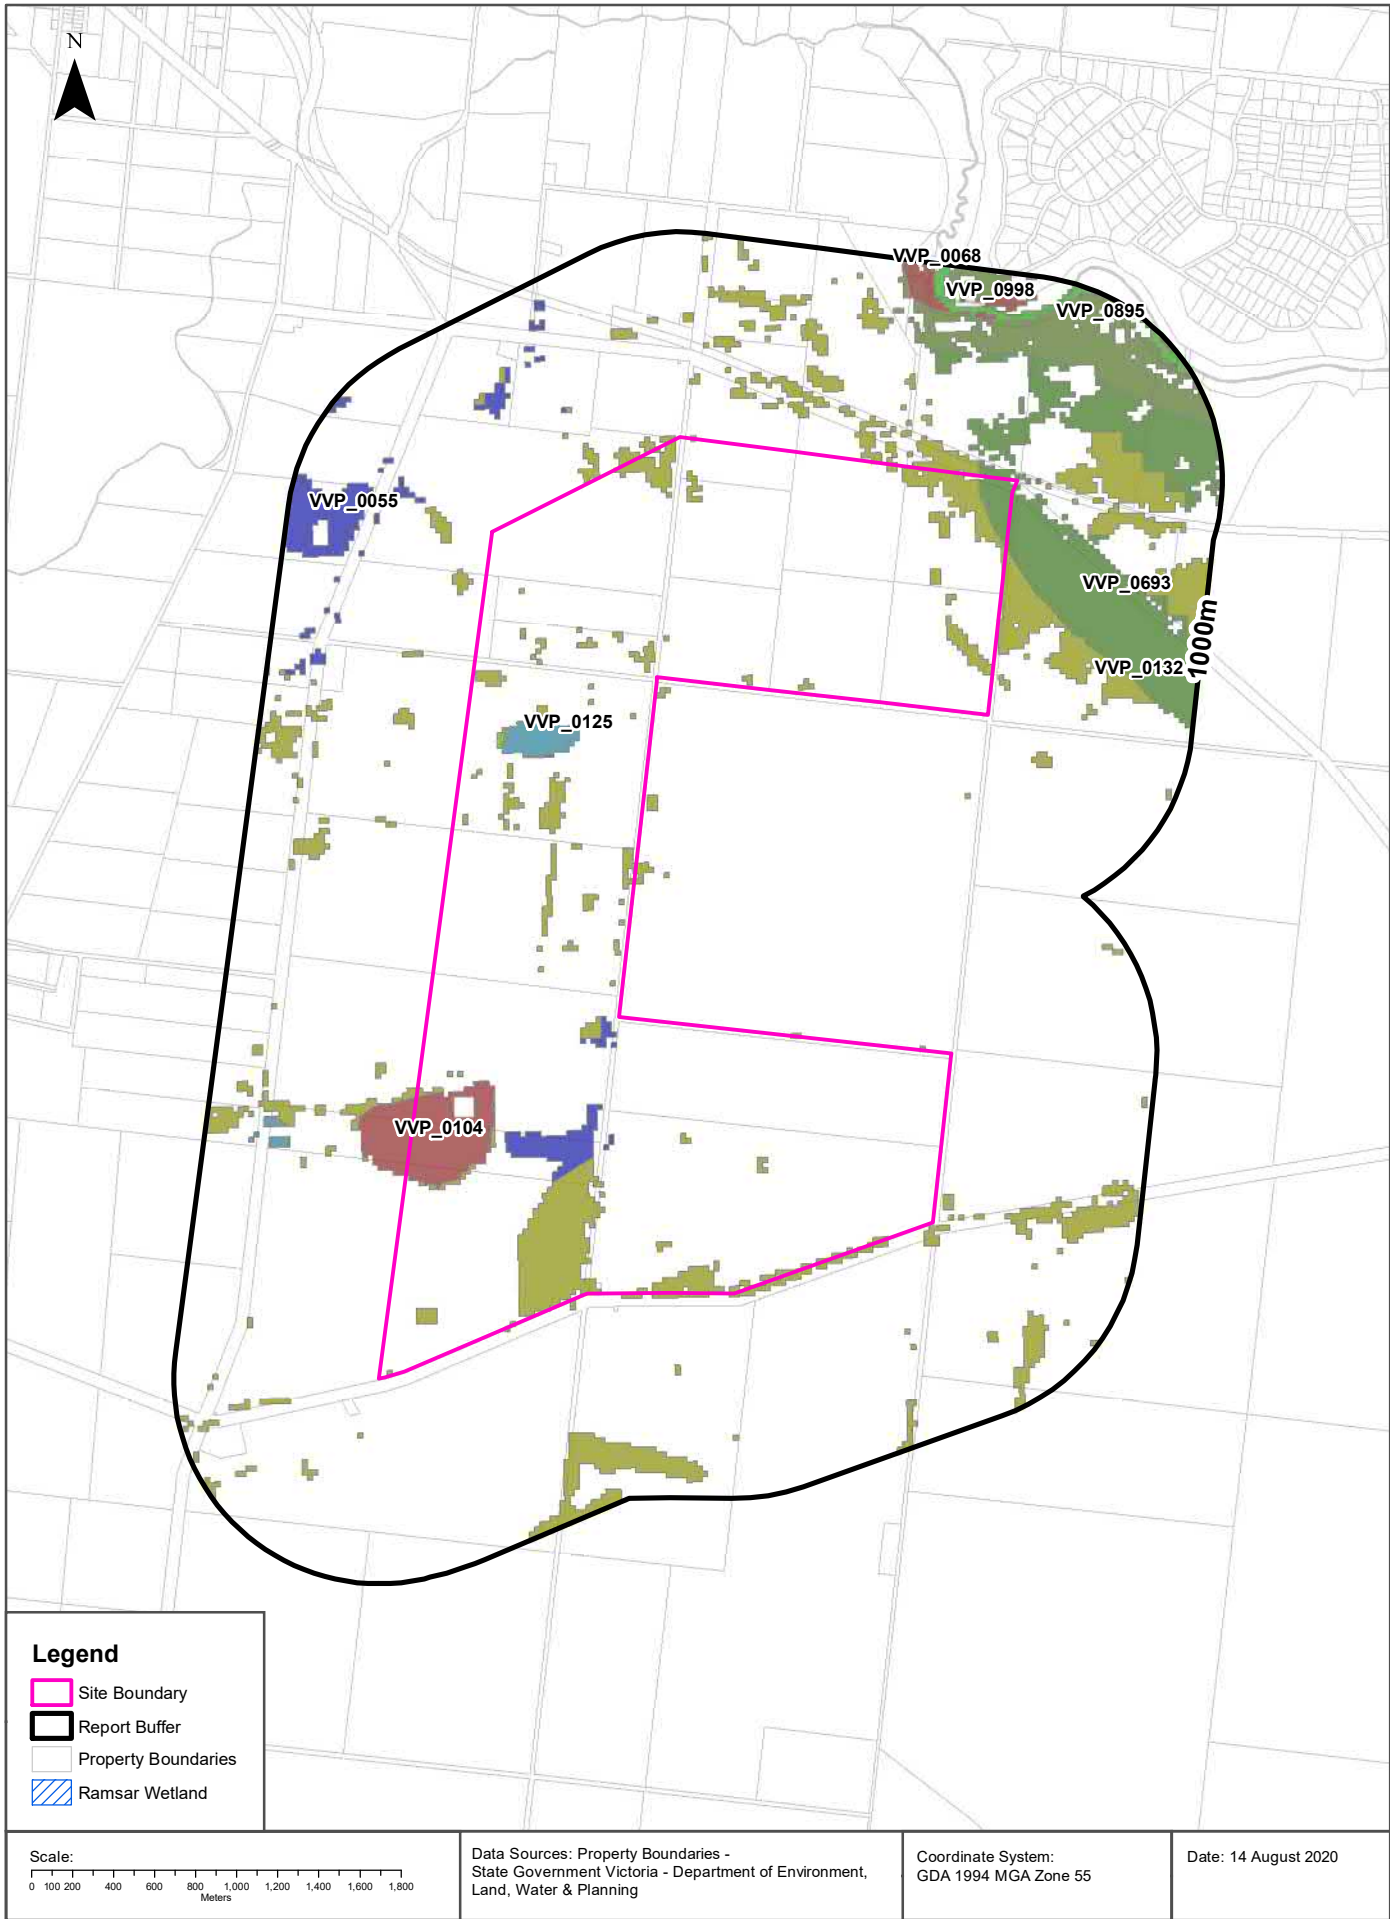 N
VVP_0068
VVP_0998
VVP_0895
VVP_0055
VVP_0693
1000m
VVP_0132
VVP_0125
VVP_0104
Legend
Site Boundary
Report Buffer
Property Boundaries
Ramsar Wetland
Scale:
0 100 200 400 600 800 1,000 1,200 1,400 1,600 1,800
Meters
Data Sources: Property Boundaries -
State Government Victoria - Department of Environment,
Land, Water & Planning
Coordinate System:
GDA 1994 MGA Zone 55
Date: 14 August 2020